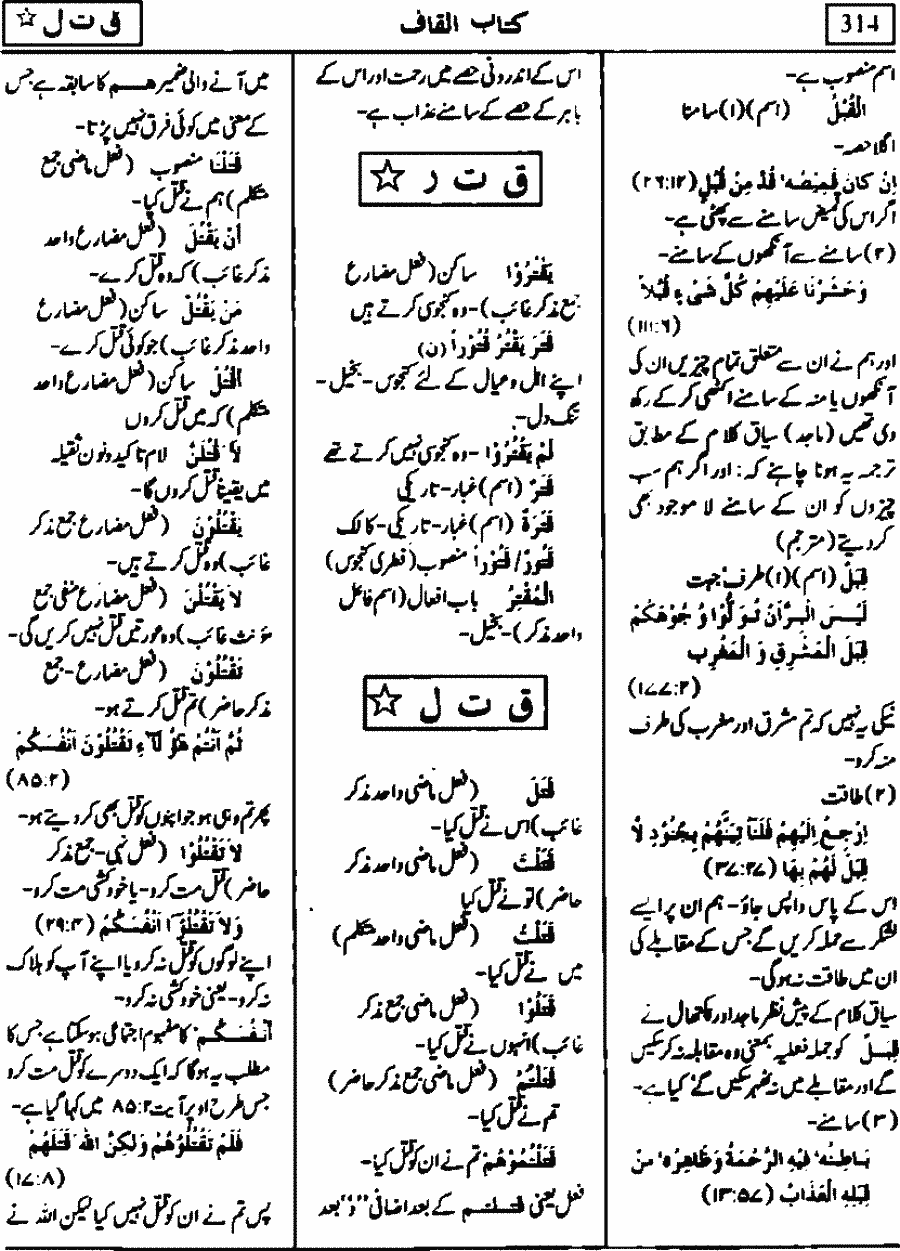 314
کتاب القاف
ق ت ل ☆
اسم منصوب ہے۔
الْقُبُلُ (اسم)(۱) سامنا
اگلا حصہ۔
اِنْ کَانَ قَمِیْصُہٗ قُدَّ مِنْ قُبُلٍ (۲۶:۱۲)
اگر اس کی قمیض سامنے سے پھٹی ہے۔
(۲) سامنے سے آنکھوں کے سامنے۔
وَحَشَرْنَا عَلَیْہِمْ کُلَّ شَیْءٍ قُبُلاً
(۱۱۱:۶)
اور ہم نے ان سے متعلق تمام چیزیں ان کی
آنکھوں یا منہ کے سامنے اکٹھی کر کے رکھ
دی تھیں (ماجد) سیاق کلام کے مطابق
ترجمہ یہ ہونا چاہئے کہ: اور اگر ہم سب
چیزوں کو ان کے سامنے لا موجود بھی
کر دیتے (مترجم)
قِبَلٌ (اسم)(۱) طرف جہت
لَیْسَ الْبِرَّاَنْ تُوَلُّوْا وُجُوْھَکُمْ
قِبَلَ الْمَشْرِقِ وَ الْمَغْرِبِ
(۱۷۷:۲)
نیکی یہ نہیں کہ تم مشرق اور مغرب کی طرف
منہ کرو۔
(۲) طاقت
اِرْجِعْ اِلَیْھِمْ فَلَنَاْ تِیَنَّھُمْ بِجُنُوْدٍ لَّا
قِبَلَ لَھُمْ بِھَا (۳۷:۲۷)
اس کے پاس واپس جاؤ۔ ہم ان پر ایسے
لشکر سے حملہ کریں گے جس کے مقابلے کی
ان میں طاقت نہ ہوگی۔
سیاق کلام کے پیش نظر ماجد اور پکتھال نے
قِبَلٌ کو جملہ فعلیہ بمعنی وہ مقابلہ نہ کرسکیں
گے اور مقابلے میں نہ ٹھہر سکیں گے' کیا ہے۔
(۳) سامنے۔
بَاطِنُہٗ فِیْہِ الرَّحْمَۃُ وَظَاھِرُہٗ مِنْ
قِبَلِہِ الْعَذَابُ (۱۳:۵۷)
اس کے اندرونی حصے میں رحمت اور اس کے
باہر کے حصے کے سامنے عذاب ہے۔
ق ت ر ☆
یَقْتُرُوْا ساکن (فعل مضارع
جمع مذکر غائب)۔ وہ کنجوسی کرتے ہیں
قَتَرَ یَقْتُرُ قُتُوْراً (ن)
اپنے اہل و عیال کے لئے کنجوس۔ بخیل۔
تنگ دل۔
لَمْ یَقْتُرُوْا۔ وہ کنجوسی نہیں کرتے تھے
قَتَرٌ (اسم) غبار۔ تاریکی
قَتَرَۃٌ (اسم) غبار۔ تاریکی۔ کالک
قَتُوْرٌ/ قَتُوْراً منصوب (فطری کنجوس)
الْمُقْتِرُ باب افعال (اسم فاعل
واحد مذکر)۔ بخیل۔
ق ت ل ☆
قَتَلَ (فعل ماضی واحد مذکر
غائب) اس نے قتل کیا۔
قَتَلْتَ (فعل ماضی واحد مذکر
حاضر) تو نے قتل کیا
قَتَلْتُ (فعل ماضی واحد متکلم)
میں نے قتل کیا۔
قَتَلُوْا (فعل ماضی جمع مذکر
غائب) انہوں نے قتل کیا۔
قَتَلْتُمْ (فعل ماضی جمع مذکر حاضر)
تم نے قتل کیا۔
قَتَلْتُمُوْھُمْ تم نے ان کو قتل کیا۔
فعل یعنی قتلتم کے بعد اضافی ''و'' بعد
میں آنے والی ضمیر ھم کا سابقہ ہے جس
کے معنی میں کوئی فرق نہیں پڑتا۔
قَتَلْنَا منصوب (فعل ماضی جمع
متکلم) ہم نے قتل کیا۔
اَنْ یَقْتُلَ (فعل مضارع واحد
مذکر غائب) کہ وہ قتل کرے۔
مَنْ یَقْتُلْ ساکن (فعل مضارع
واحد مذکر غائب) جو کوئی قتل کرے۔
اَقْتُلْ ساکن (فعل مضارع واحد
متکلم) کہ میں قتل کروں
لَاَ قْتُلَنَّ لام تاکید و نون ثقیلہ
میں یقیناً قتل کروں گا۔
یَقْتُلُوْنَ (فعل مضارع جمع مذکر
غائب) وہ قتل کرتے ہیں۔
لَا یَقْتُلْنَ (فعل مضارع منفی جمع
مؤنث غائب) وہ عورتیں قتل نہیں کریں گی۔
تَقْتُلُوْنَ (فعل مضارع۔ جمع
مذکر حاضر) تم قتل کرتے ہو۔
ثُمَّ اَنْتُمْ ھٰٓؤُ لَآءِ تَقْتُلُوْنَ اَنْفُسَکُمْ
(۸۵:۲)
پھر تم وہی ہو جو اپنوں کو قتل بھی کر دیتے ہو۔
لَا تَقْتُلُوْا (فعل نہی۔ جمع مذکر
حاضر) قتل مت کرو۔ یا خودکشی مت کرو۔
وَلَا تَقْتُلُوْٓا اَنْفُسَکُمْ (۲۹:۴)
اپنے لوگوں کو قتل نہ کرو یا اپنے آپ کو ہلاک
نہ کرو۔ یعنی خودکشی نہ کرو۔
اَنْفُسَکُم' کا مفہوم اجتماعی ہوسکتا ہے جس کا
مطلب یہ ہوگا کہ ایک دوسرے کو قتل مت کرو
جس طرح اوپر آیت ۸۵:۲ میں کہا گیا ہے۔
فَلَمْ تَقْتُلُوْھُمْ وَلٰکِنَّ اللہَ قَتَلَھُمْ
(۱۷:۸)
پس تم نے ان کو قتل نہیں کیا لیکن اللہ نے